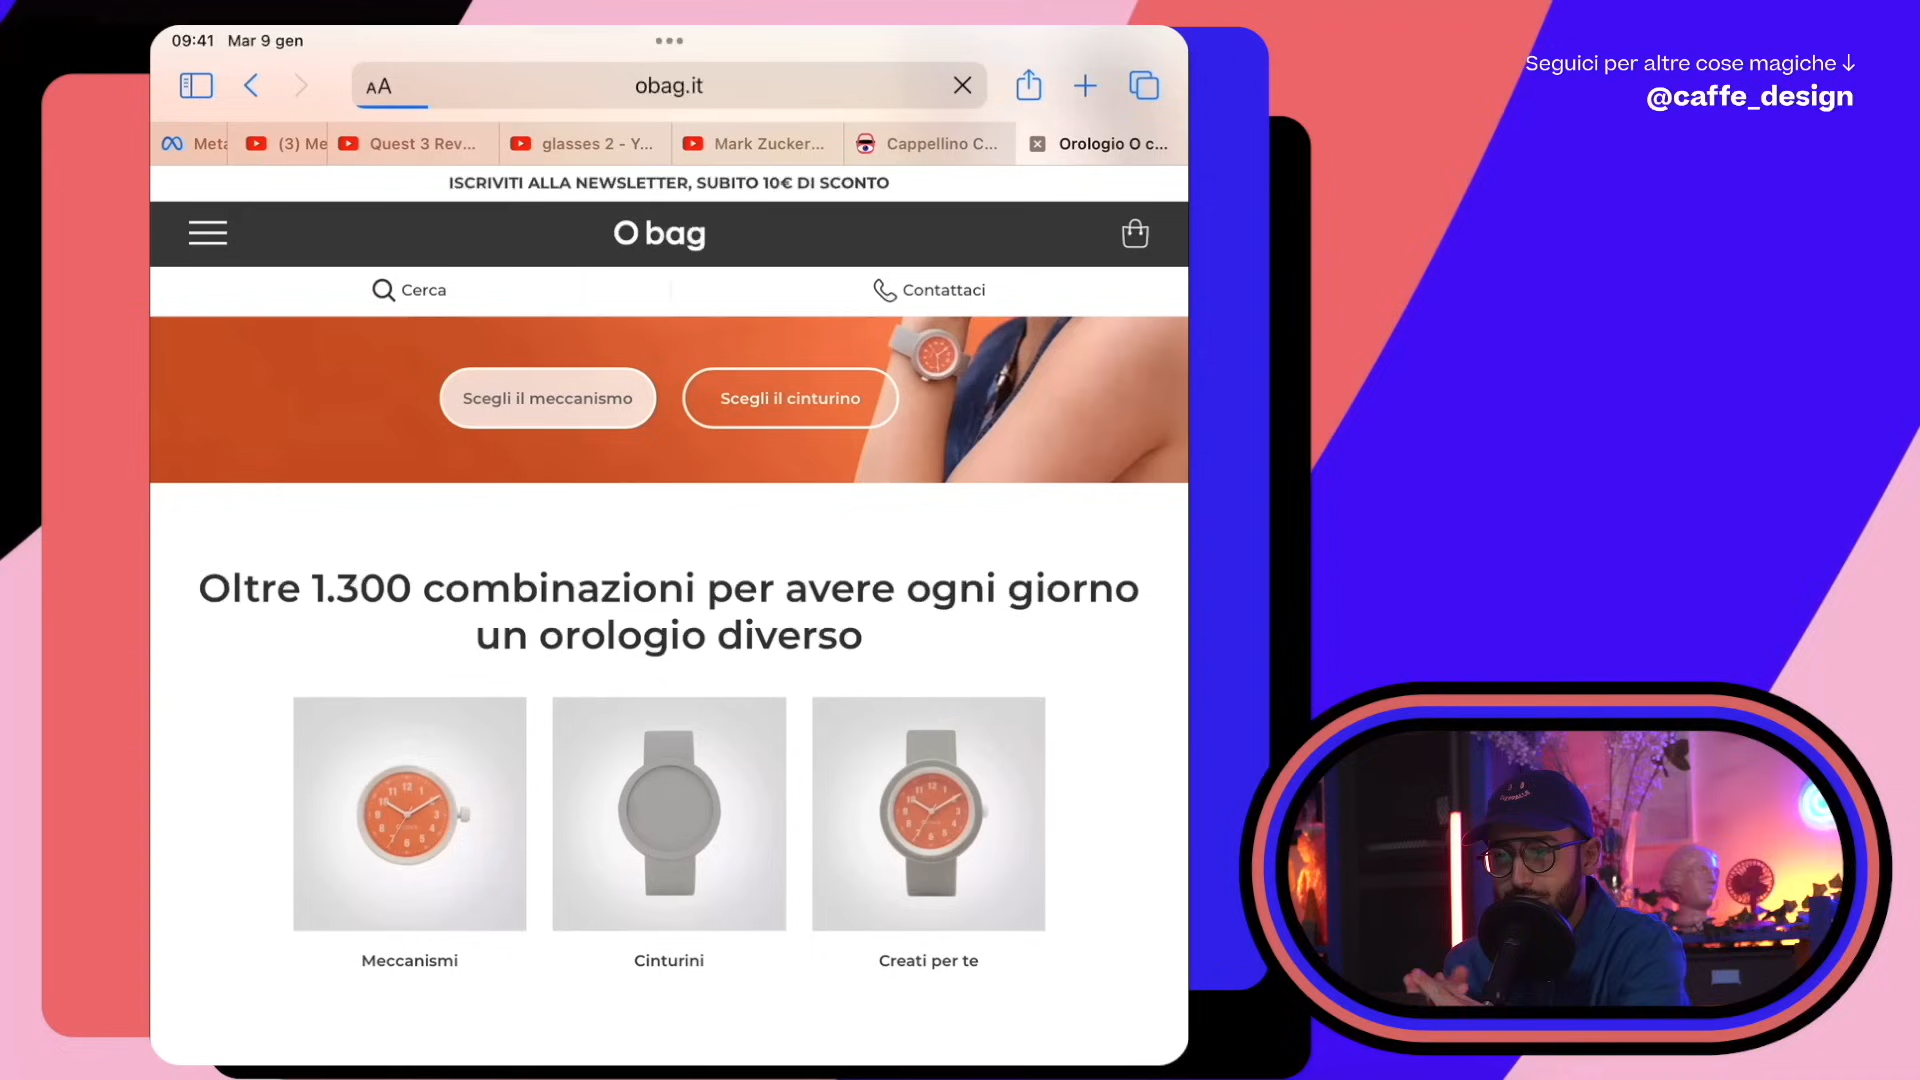 09:41 Mar 9 gen
Seguici per altre cose magiche ↓
@caffe_design
AA
obag.it
Meta
(3) Me
Quest 3 Rev...
glasses 2 - Y...
Mark Zucker...
Cappellino C...
Orologio O c...
ISCRIVITI ALLA NEWSLETTER, SUBITO 10€ DI SCONTO
O bag
Cerca
Contattaci
Scegli il meccanismo
Scegli il cinturino
Oltre 1.300 combinazioni per avere ogni giorno
un orologio diverso
Meccanismi
Cinturini
Creati per te